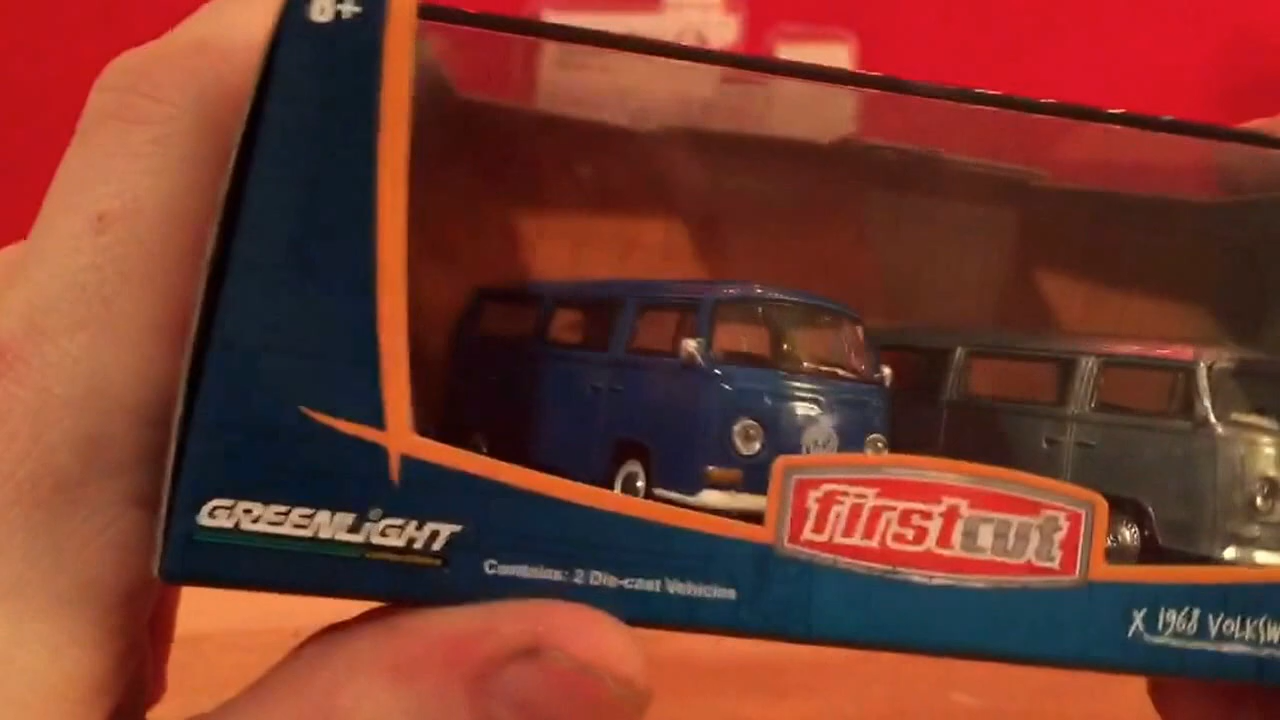 8+
GREENLiGHT
Contains: 2 Die-cast Vehicles
firstcut
X 1968 VOLKSW